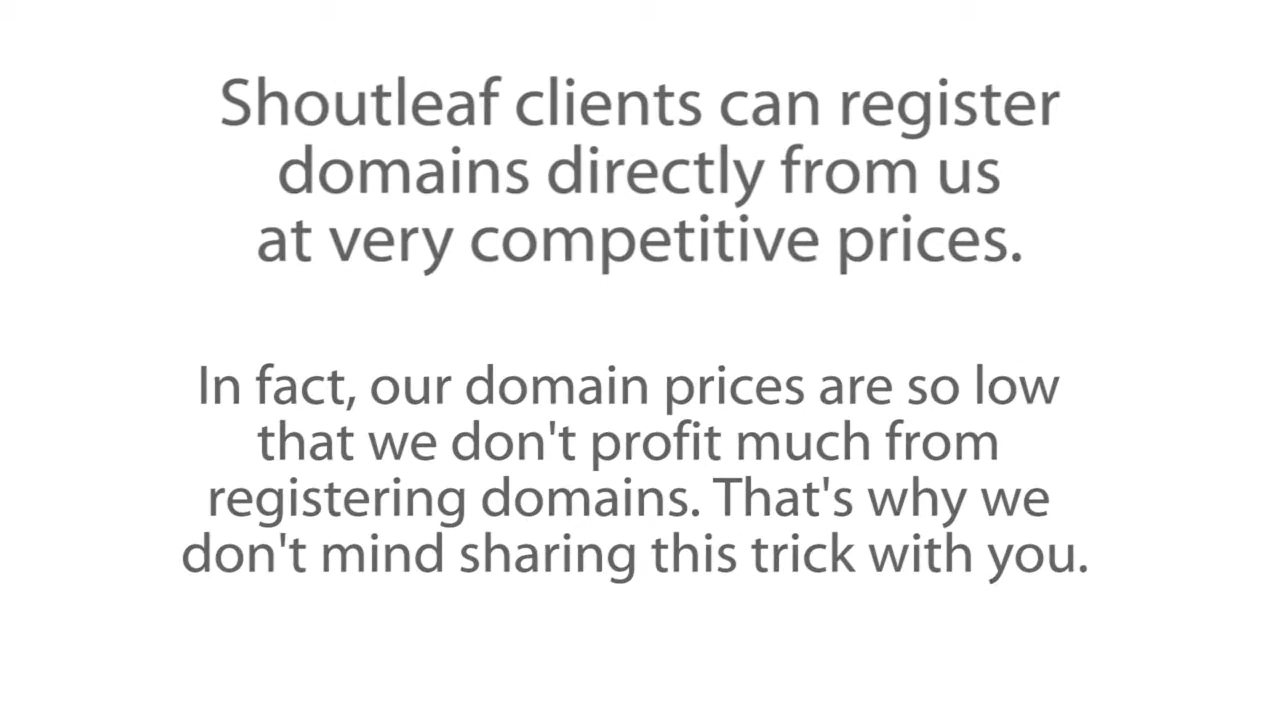 Shoutleaf clients can register
domains directly from us
at very competitive prices.
In fact, our domain prices are so low
that we don't profit much from
registering domains. That's why we
don't mind sharing this trick with you.